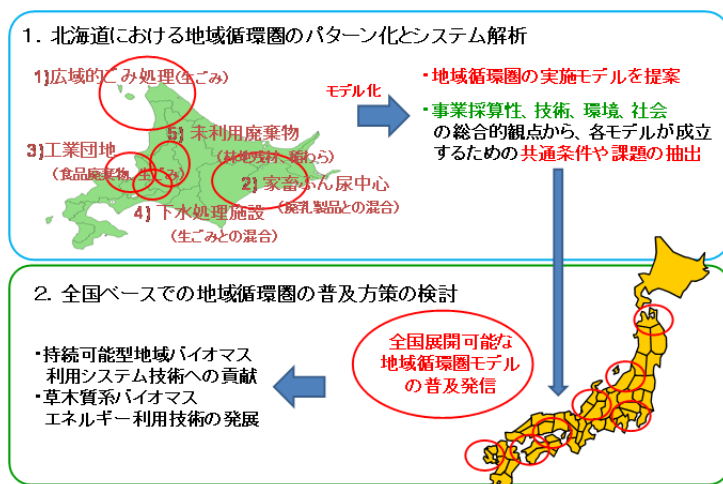 1. 北海道における地域循環圏のパターン化とシステム解析
1)広域的ごみ処理(生ごみ)
モデル化
・地域循環圏の実施モデルを提案
5) 未利用廃棄物
(林地残材、稲わら)
・事業採算性、技術、環境、社会
の総合的観点から、各モデルが成立
するための共通条件や課題の抽出
3)工業団地
(食品廃棄物、生ごみ)
2) 家畜ふん尿中心
(廃乳製品との混合)
4) 下水処理施設
(生ごみとの混合)
2. 全国ベースでの地域循環圏の普及方策の検討
全国展開可能な
地域循環圏モデル
の普及発信
・持続可能型地域バイオマス
利用システム技術への貢献
・草木質系バイオマス
エネルギー利用技術の発展